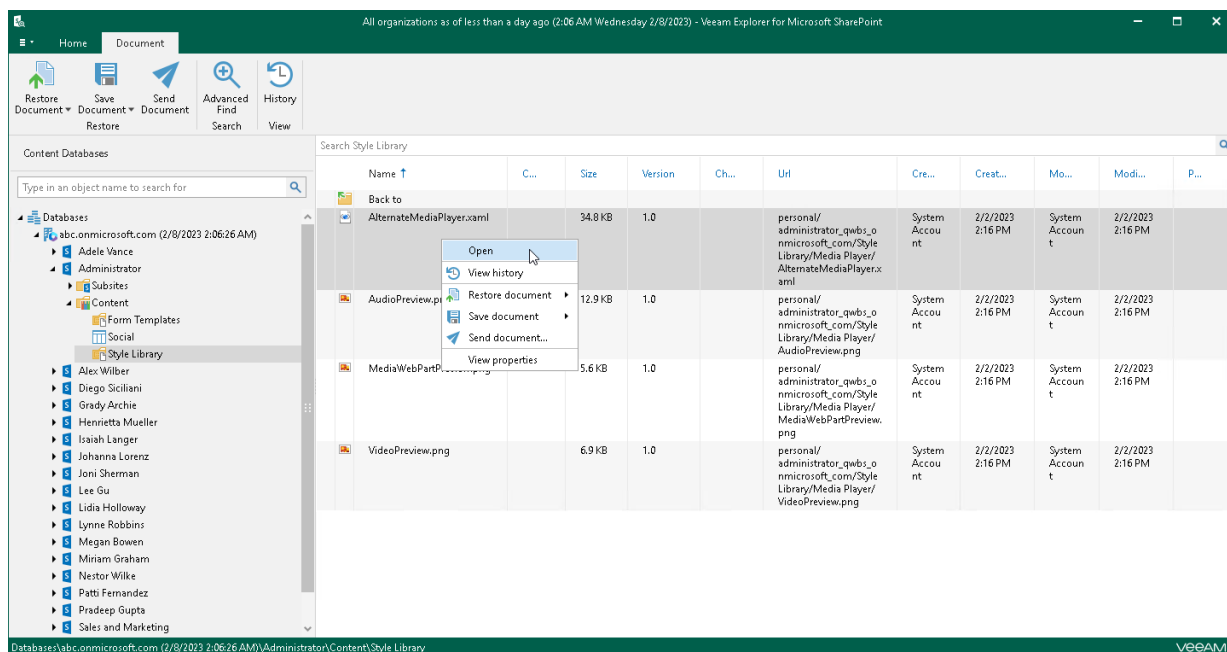 All organizations as of less than a day ago (2:06 AM Wednesday 2/8/2023) - Veeam Explorer for Microsoft SharePoint
Home Document
Restore Document
Save Document
Send Document
Advanced Find
History
Restore Search View
Content Databases
Type in an object name to search for
Databases
abc.onmicrosoft.com (2/8/2023 2:06:26 AM)
Adele Vance
Administrator
Subsites
Content
Form Templates
Social
Style Library
Alex Wilber
Diego Siciliani
Grady Archie
Henrietta Mueller
Isaiah Langer
Johanna Lorenz
Joni Sherman
Lee Gu
Lidia Holloway
Lynne Robbins
Megan Bowen
Miriam Graham
Nestor Wilke
Patti Fernandez
Pradeep Gupta
Sales and Marketing
Search Style Library
Name C... Size Version Ch... Url Cre... Creat... Mo... Modi... P...
Back to
AlternateMediaPlayer.xaml 34.8 KB 1.0
personal/
administrator_qwbs_o
nmicrosoft_com/Style
Library/Media Player/
AlternateMediaPlayer.x
aml
System
Accou
nt
2/2/2023
2:16 PM
System
Accoun
t
2/2/2023
2:16 PM
Open
View history
Restore document
Save document
Send document...
View properties
AudioPreview.p 12.9 KB 1.0
personal/
administrator_qwbs_o
nmicrosoft_com/Style
Library/Media Player/
AudioPreview.png
System
Accou
nt
2/2/2023
2:16 PM
System
Accoun
t
2/2/2023
2:16 PM
MediaWebPartPreview.png 5.6 KB 1.0
personal/
administrator_qwbs_o
nmicrosoft_com/Style
Library/Media Player/
MediaWebPartPreview.
png
System
Accou
nt
2/2/2023
2:16 PM
System
Accoun
t
2/2/2023
2:16 PM
VideoPreview.png 6.9 KB 1.0
personal/
administrator_qwbs_o
nmicrosoft_com/Style
Library/Media Player/
VideoPreview.png
System
Accou
nt
2/2/2023
2:16 PM
System
Accoun
t
2/2/2023
2:16 PM
Databases\abc.onmicrosoft.com (2/8/2023 2:06:26 AM)\Administrator\Content\Style Library
veeAM